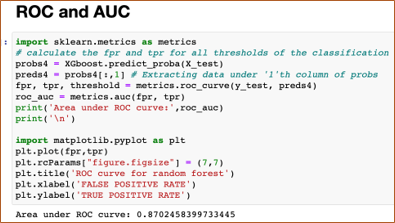 ROC and AUC
: import sklearn.metrics as metrics
# calculate the fpr and tpr for all thresholds of the classification
probs4 = XGboost.predict_proba(X_test)
preds4 = probs4[:,1] # Extracting data under '1'th column of probs
fpr, tpr, threshold = metrics.roc_curve(y_test, preds4)
roc_auc = metrics.auc(fpr, tpr)
print('Area under ROC curve:',roc_auc)
print('\n')
import matplotlib.pyplot as plt
plt.plot(fpr,tpr)
plt.rcParams["figure.figsize"] = (7,7)
plt.title('ROC curve for random forest')
plt.xlabel('FALSE POSITIVE RATE')
plt.ylabel('TRUE POSITIVE RATE')
Area under ROC curve: 0.8702458399733445